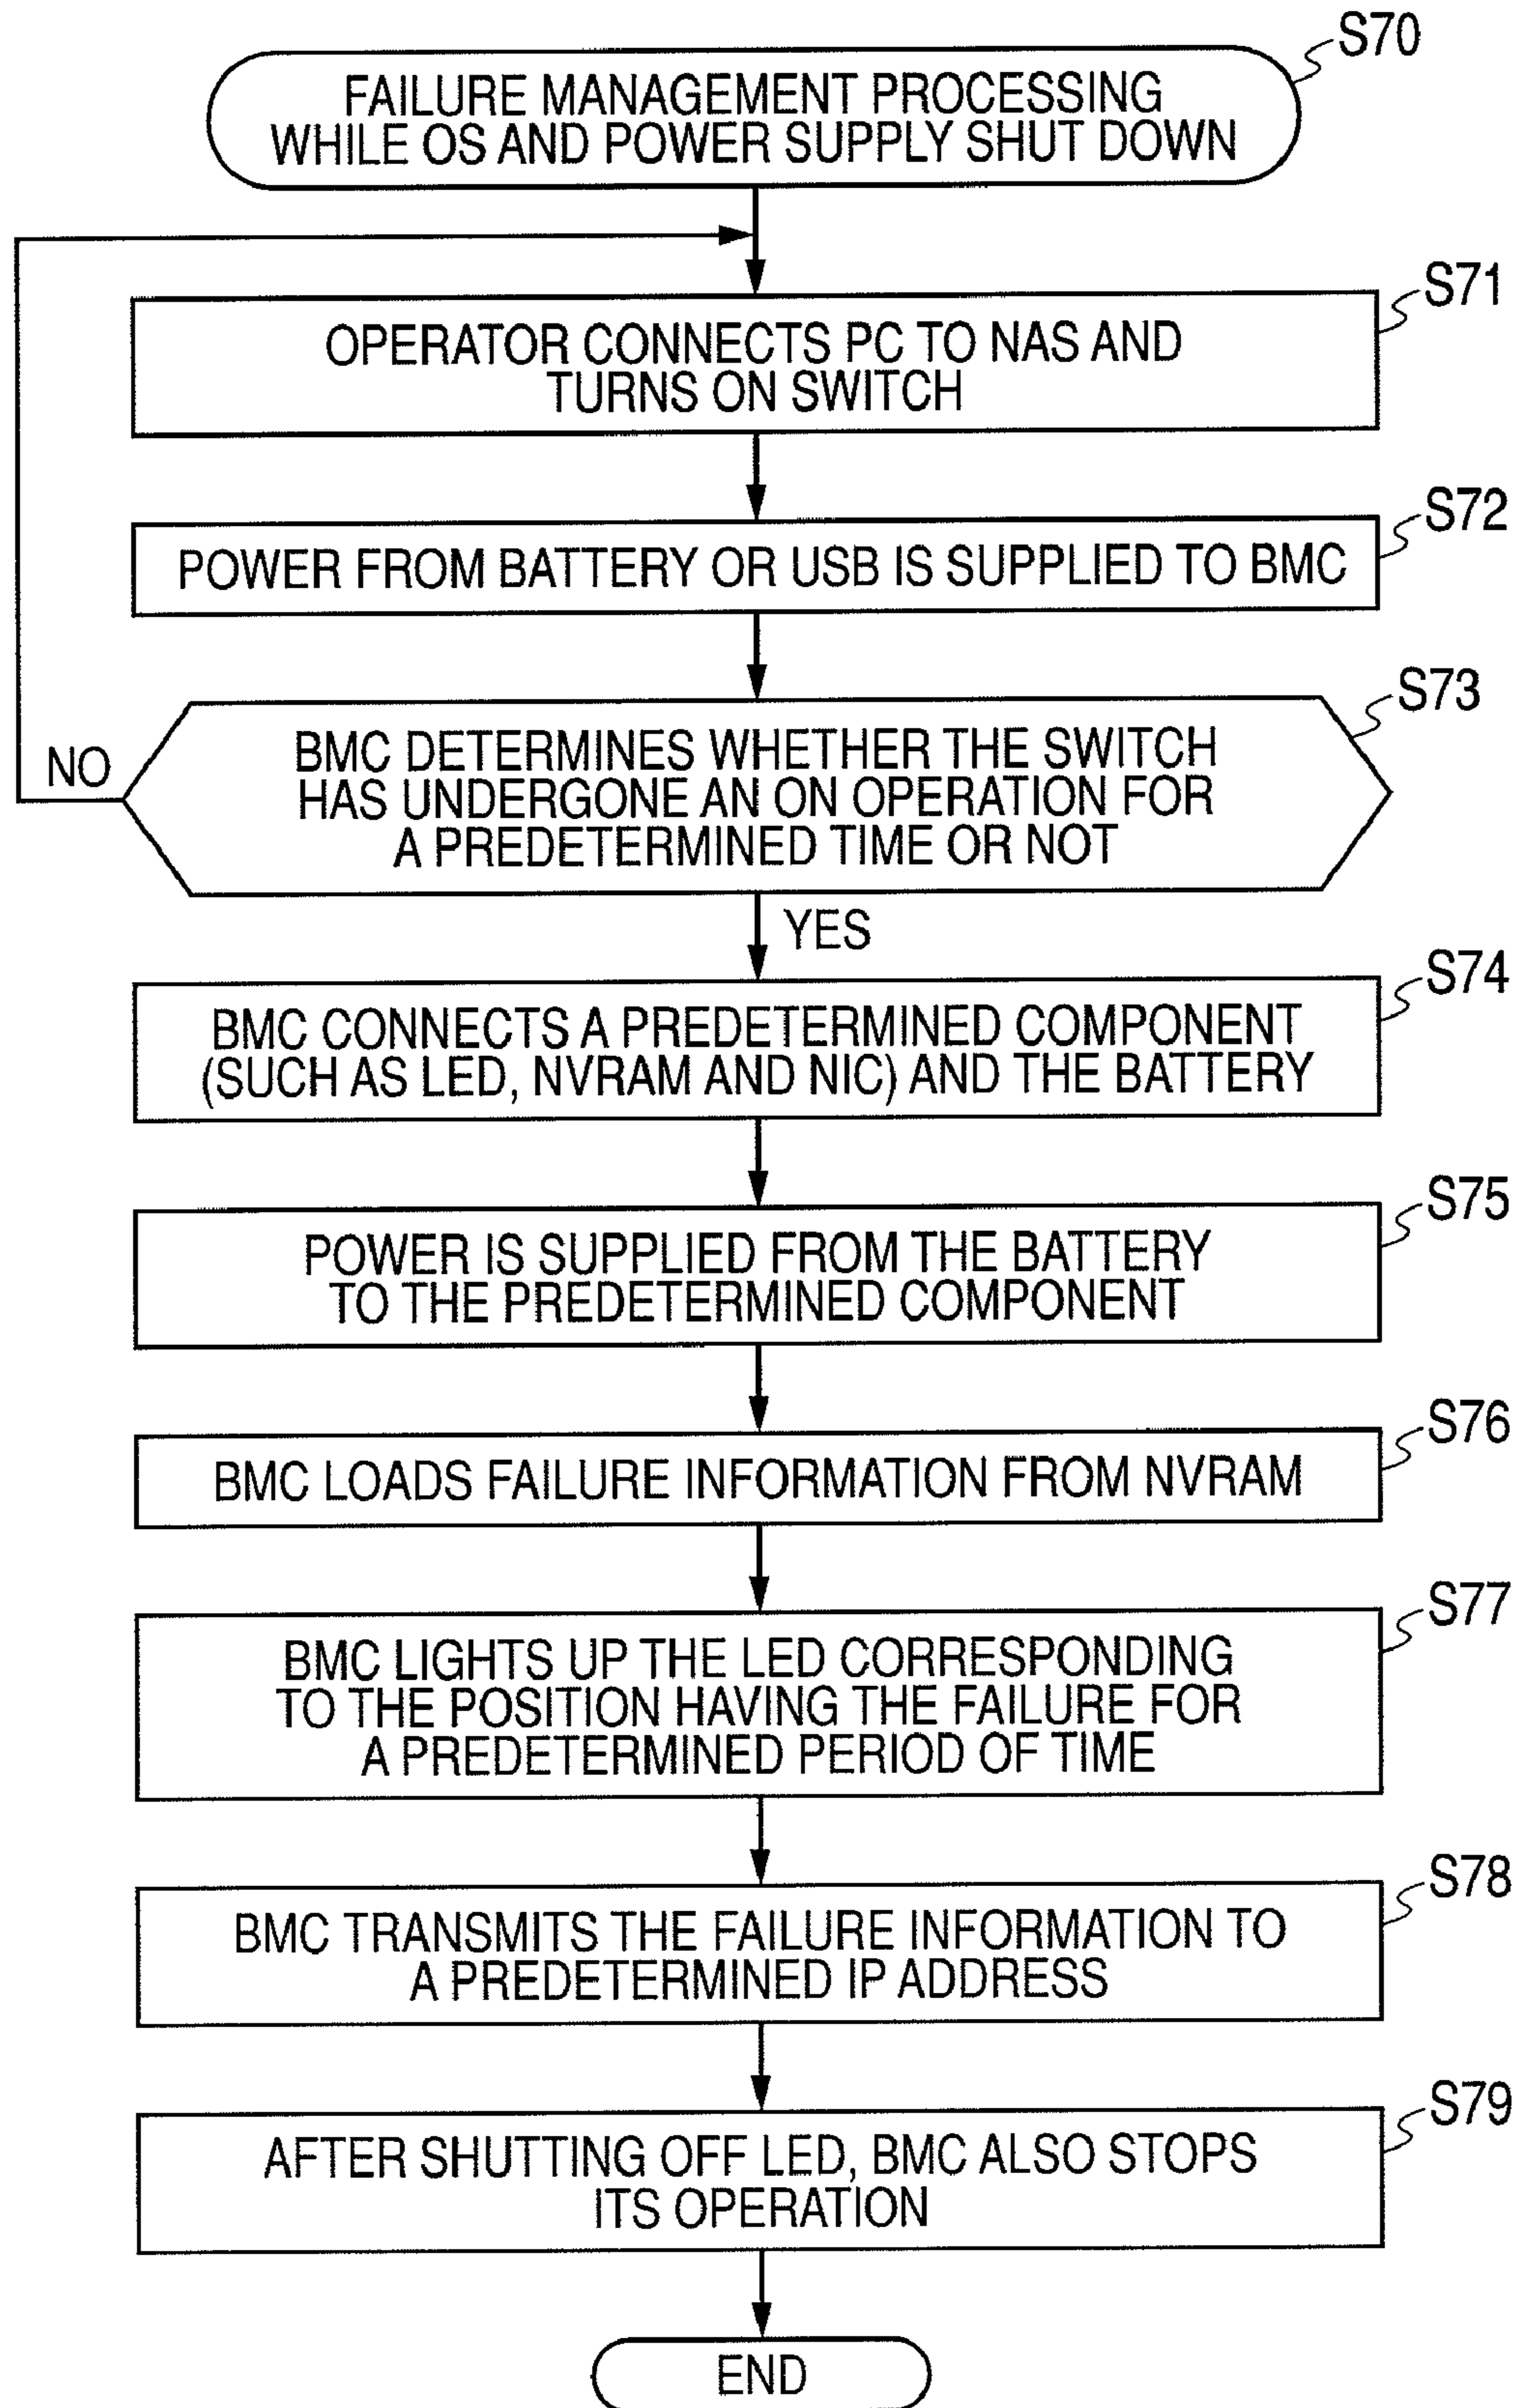 S70
FAILURE MANAGEMENT PROCESSING
WHILE OS AND POWER SUPPLY SHUT DOWN
S71
OPERATOR CONNECTS PC TO NAS AND
TURNS ON SWITCH
S72
POWER FROM BATTERY OR USB IS SUPPLIED TO BMC
S73
BMC DETERMINES WHETHER THE SWITCH
HAS UNDERGONE AN ON OPERATION FOR
A PREDETERMINED TIME OR NOT
NO
YES
S74
BMC CONNECTS A PREDETERMINED COMPONENT
(SUCH AS LED, NVRAM AND NIC) AND THE BATTERY
S75
POWER IS SUPPLIED FROM THE BATTERY
TO THE PREDETERMINED COMPONENT
S76
BMC LOADS FAILURE INFORMATION FROM NVRAM
S77
BMC LIGHTS UP THE LED CORRESPONDING
TO THE POSITION HAVING THE FAILURE FOR
A PREDETERMINED PERIOD OF TIME
S78
BMC TRANSMITS THE FAILURE INFORMATION TO
A PREDETERMINED IP ADDRESS
S79
AFTER SHUTTING OFF LED, BMC ALSO STOPS
ITS OPERATION
END